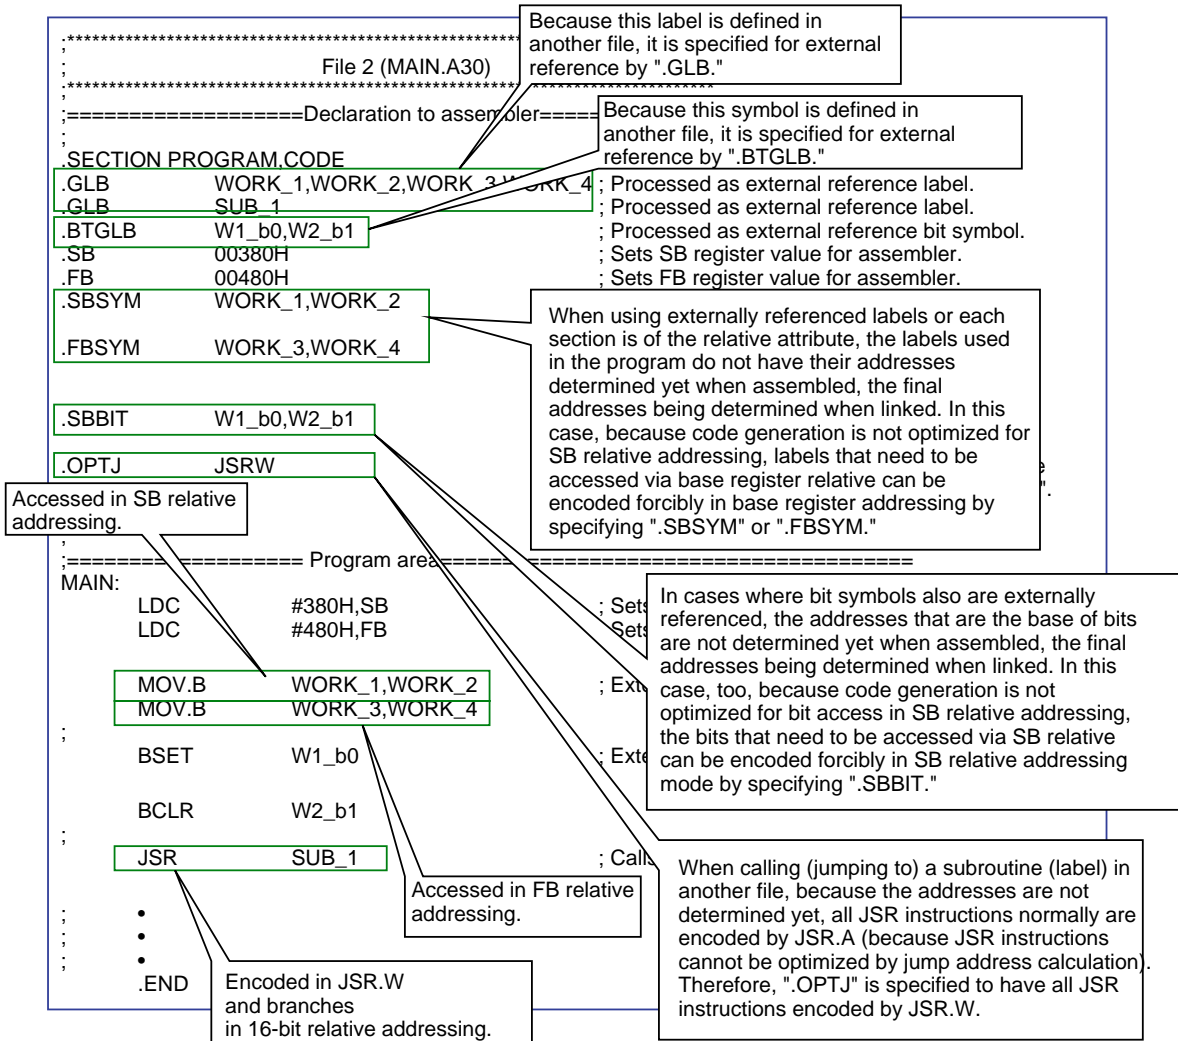 Because this label is defined in
another file, it is specified for external
reference by ".GLB."
;*******************************************************************
; File 2 (MAIN.A30)
;*******************************************************************
;===================Declaration to assembler=====
Because this symbol is defined in
another file, it is specified for external
reference by ".BTGLB."
;
.SECTION PROGRAM,CODE
.GLB WORK_1,WORK_2,WORK_3,WORK_4 ; Processed as external reference label.
.GLB SUB_1 ; Processed as external reference label.
.BTGLB W1_b0,W2_b1 ; Processed as external reference bit symbol.
.SB 00380H ; Sets SB register value for assembler.
.FB 00480H ; Sets FB register value for assembler.
.SBSYM WORK_1,WORK_2
.FBSYM WORK_3,WORK_4
When using externally referenced labels or each
section is of the relative attribute, the labels used
in the program do not have their addresses
determined yet when assembled, the final
addresses being determined when linked. In this
case, because code generation is not optimized for
SB relative addressing, labels that need to be
accessed via base register relative can be
encoded forcibly in base register addressing by
specifying ".SBSYM" or ".FBSYM."
.SBBIT W1_b0,W2_b1
.OPTJ JSRW
".
Accessed in SB relative
addressing.
;
;=================== Program area======================================
MAIN:
LDC #380H,SB ; Sets
LDC #480H,FB ; Sets
MOV.B WORK_1,WORK_2 ; Exte
MOV.B WORK_3,WORK_4
;
BSET W1_b0 ; Exte
BCLR W2_b1
;
In cases where bit symbols also are externally
referenced, the addresses that are the base of bits
are not determined yet when assembled, the final
addresses being determined when linked. In this
case, too, because code generation is not
optimized for bit access in SB relative addressing,
the bits that need to be accessed via SB relative
can be encoded forcibly in SB relative addressing
mode by specifying ".SBBIT."
JSR SUB_1 ; Calls
Accessed in FB relative
addressing.
When calling (jumping to) a subroutine (label) in
another file, because the addresses are not
determined yet, all JSR instructions normally are
encoded by JSR.A (because JSR instructions
cannot be optimized by jump address calculation).
Therefore, ".OPTJ" is specified to have all JSR
instructions encoded by JSR.W.
; •
; •
; •
.END
Encoded in JSR.W
and branches
in 16-bit relative addressing.